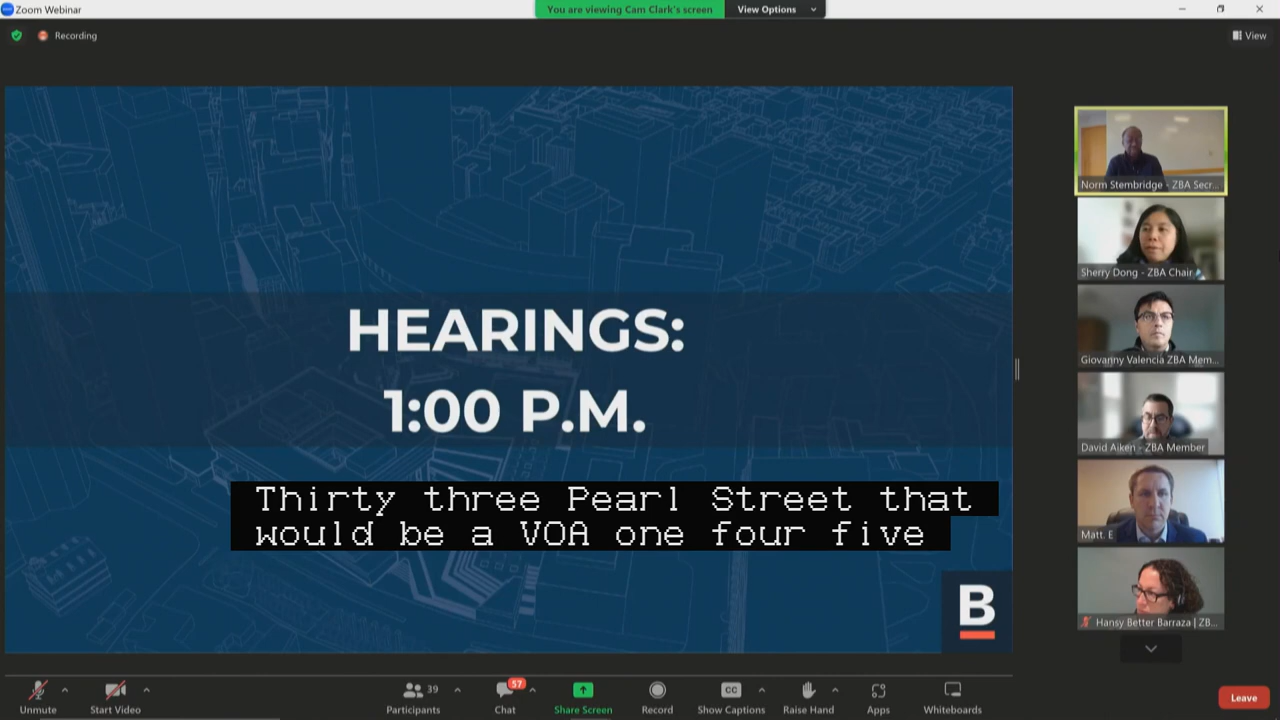 Zoom Webinar
You are viewing Cam Clark's screen
View Options
Recording
View
HEARINGS:
1:00 P.M.
Thirty three Pearl Street that
would be a VOA one four five
B
Norm Stembridge - ZBA Secr...
Sherry Dong - ZBA Chair
Giovanny Valencia ZBA Mem...
David Aiken - ZBA Member
Matt. E
Hansy Better Barraza | ZB...
Unmute
Start Video
39
Participants
57
Chat
Share Screen
Record
CC
Show Captions
Raise Hand
Apps
Whiteboards
Leave